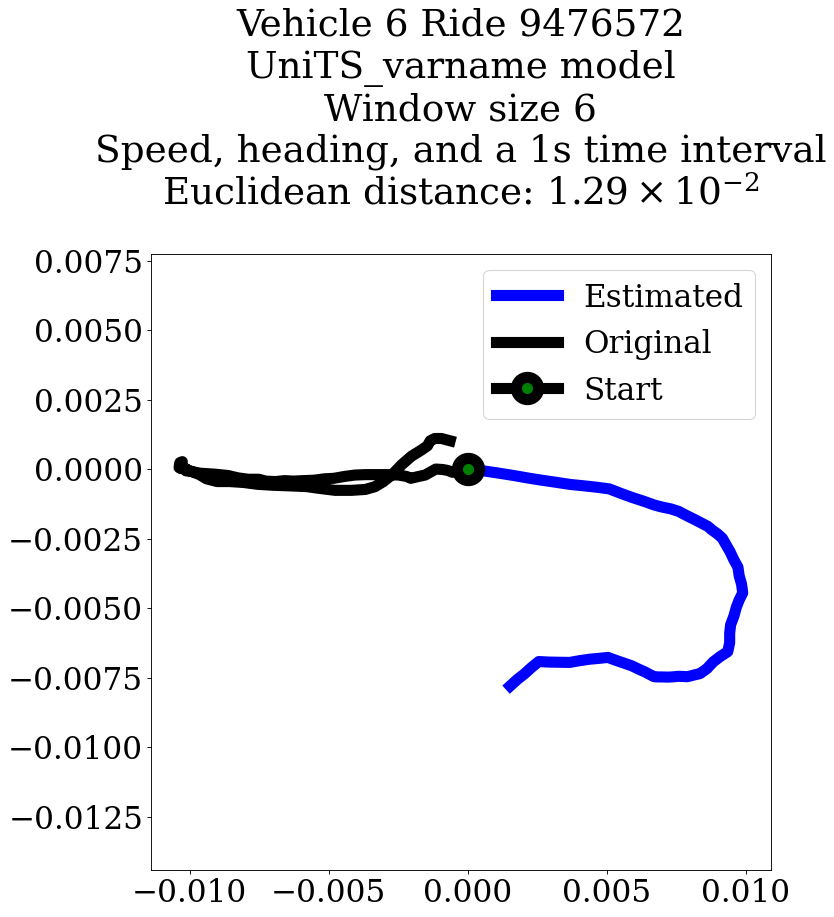 Vehicle 6 Ride 9476572
UniTS_varname model
Window size 6
Speed, heading, and a 1s time interval
Euclidean distance: 1.29 × 10⁻²
0.0075
0.0050
0.0025
0.0000
−0.0025
−0.0050
−0.0075
−0.0100
−0.0125
Estimated
Original
Start
−0.010 −0.005 0.000 0.005 0.010